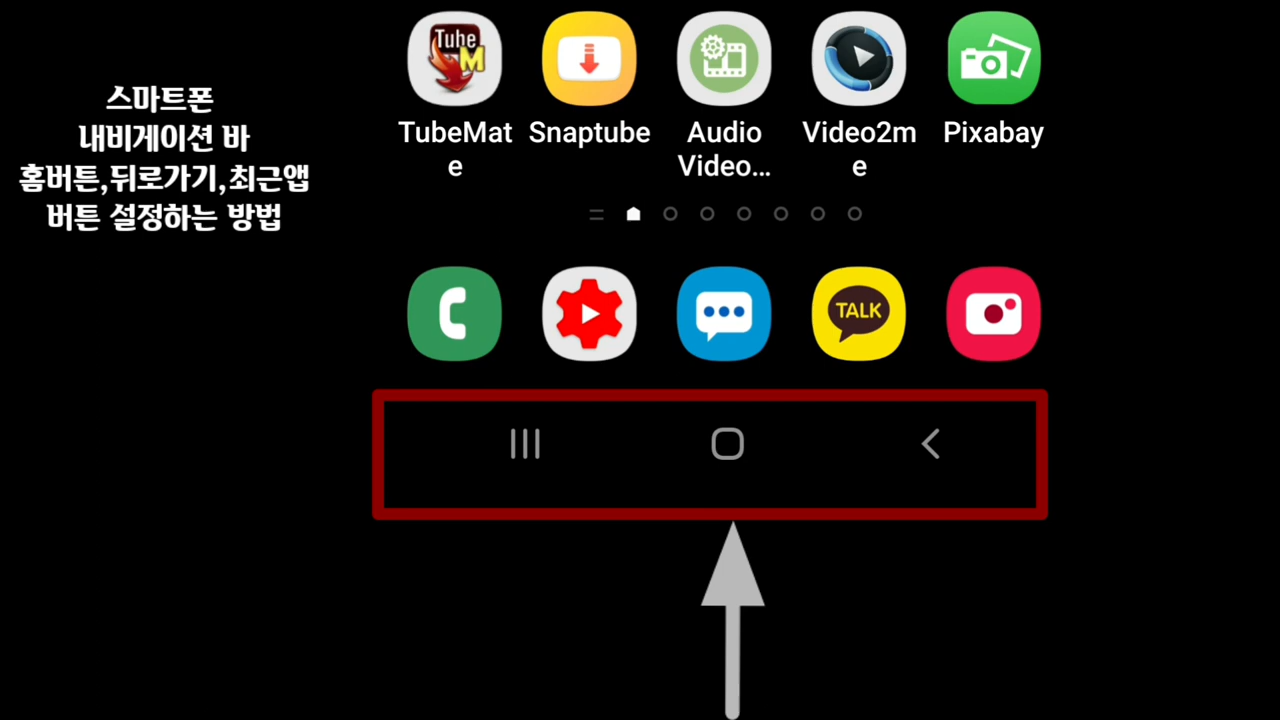 스마트폰
내비게이션 바
홈버튼,뒤로가기,최근앱
버튼 설정하는 방법
Tube
M
TubeMat
e
Snaptube
Audio
Video...
Video2m
e
Pixabay
TALK